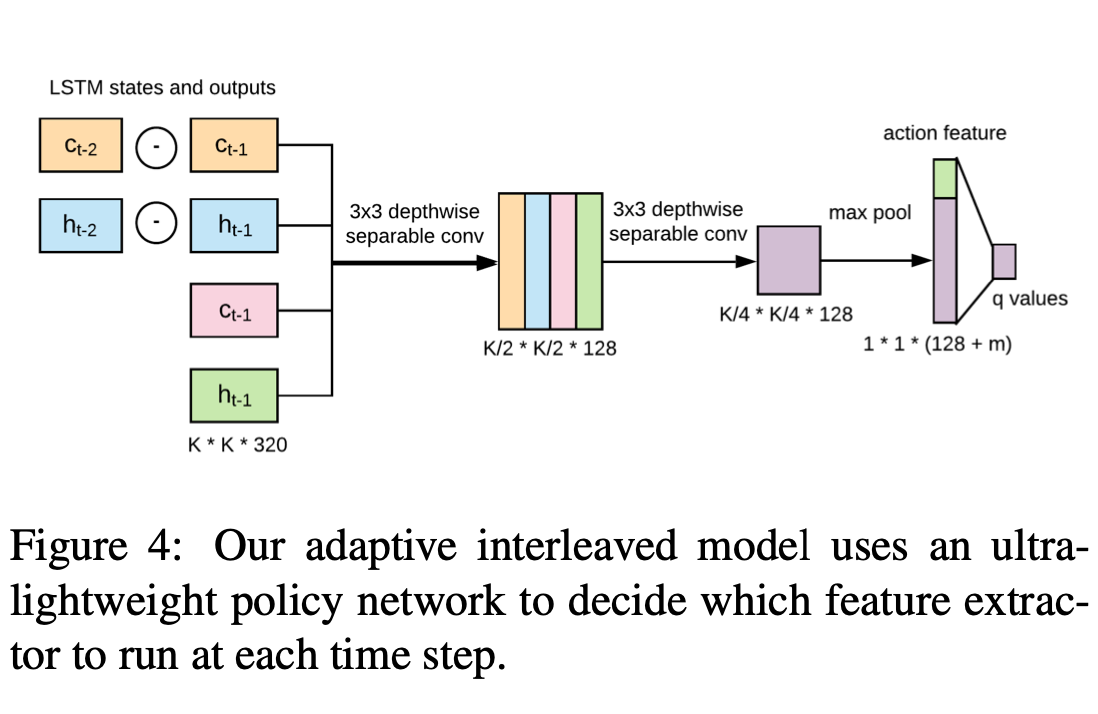 LSTM states and outputs
c_{t-2} - c_{t-1}
h_{t-2} - h_{t-1}
c_{t-1}
h_{t-1}
K * K * 320
3x3 depthwise
separable conv
K/2 * K/2 * 128
3x3 depthwise
separable conv
K/4 * K/4 * 128
max pool
action feature
q values
1 * 1 * (128 + m)
Figure 4: Our adaptive interleaved model uses an ultra-
lightweight policy network to decide which feature extrac-
tor to run at each time step.